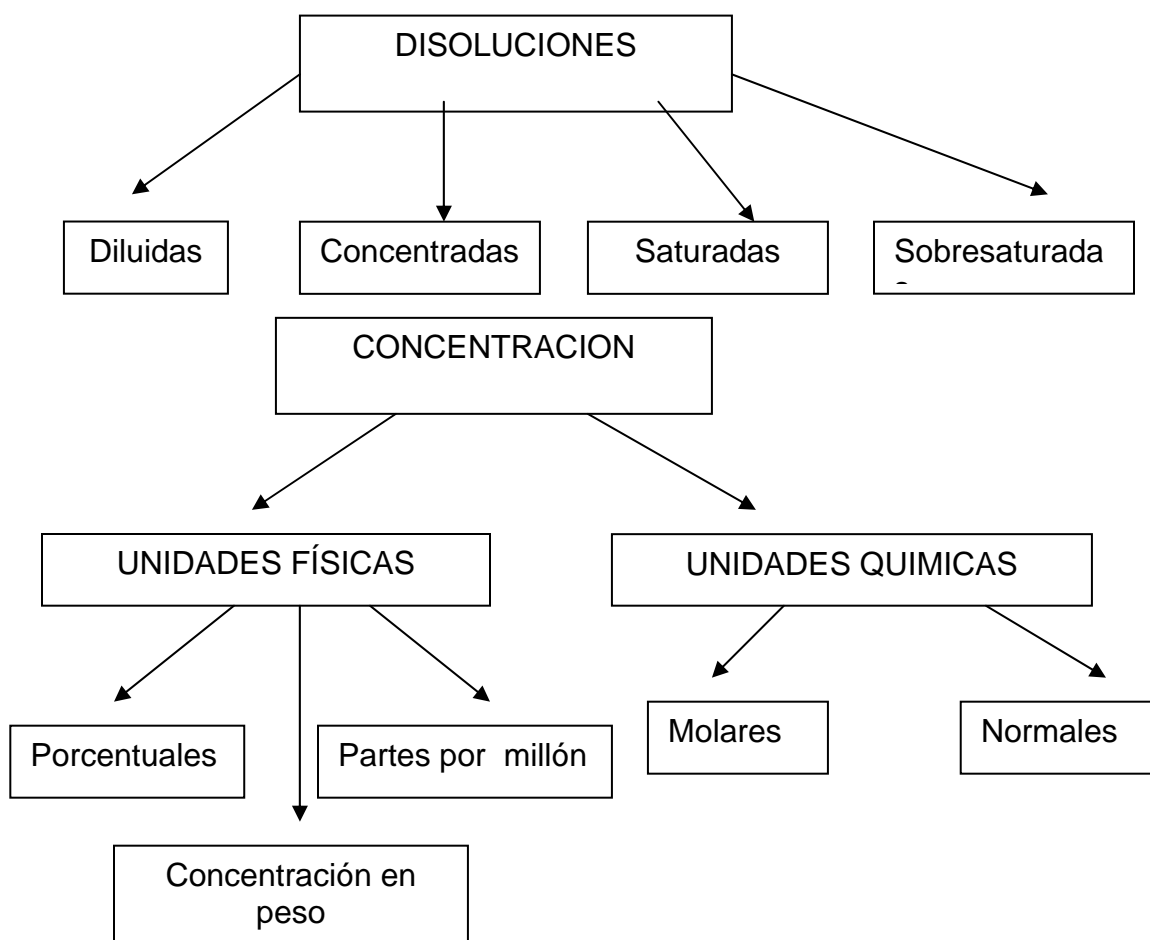 DISOLUCIONES
Diluidas
Concentradas
Saturadas
Sobresaturada
CONCENTRACION
UNIDADES FÍSICAS
UNIDADES QUIMICAS
Porcentuales
Partes por millón
Molares
Normales
Concentración en
peso